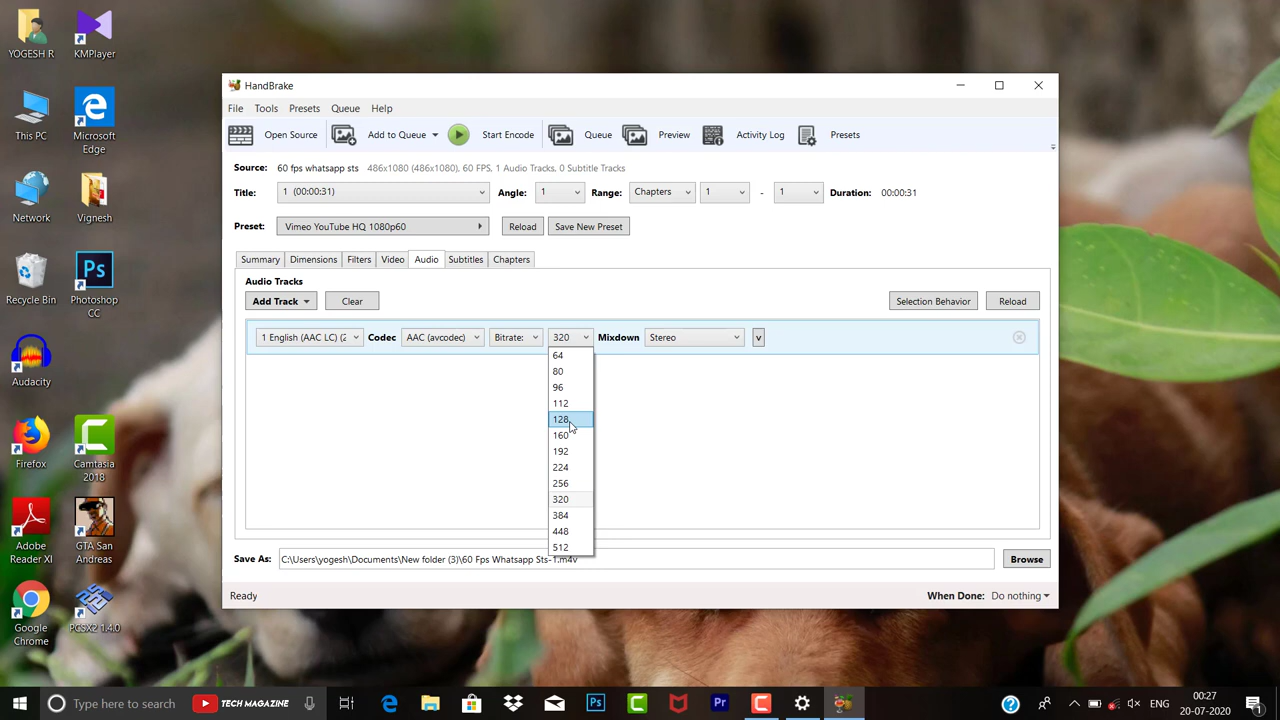 YOGESH R
KMPlayer
This PC
Microsoft
Edge
Network
Vignesh
Recycle Bin
Ps
Photoshop
CC
Audacity
Firefox
Camtasia
2018
Adobe
Reader XI
GTA San
Andreas
Google
Chrome
PCSX2 1.4.0
HandBrake
File Tools Presets Queue Help
Open Source Add to Queue Start Encode Queue Preview Activity Log Presets
Source: 60 fps whatsapp sts 486x1080 (486x1080), 60 FPS, 1 Audio Tracks, 0 Subtitle Tracks
Title: 1 (00:00:31) Angle: 1 Range: Chapters 1 - 1 Duration: 00:00:31
Preset: Vimeo YouTube HQ 1080p60 Reload Save New Preset
Summary Dimensions Filters Video Audio Subtitles Chapters
Audio Tracks
Add Track Clear Selection Behavior Reload
1 English (AAC LC) (2 Codec AAC (avcodec) Bitrate: 320 Mixdown Stereo v
64
80
96
112
128
160
192
224
256
320
384
448
512
Save As: C:\Users\yogesh\Documents\New folder (3)\60 Fps Whatsapp Sts-1.m4v Browse
Ready When Done: Do nothing
Type here to search TECH MAGAZINE Ps Pr ENG 00:27
20-07-2020 1